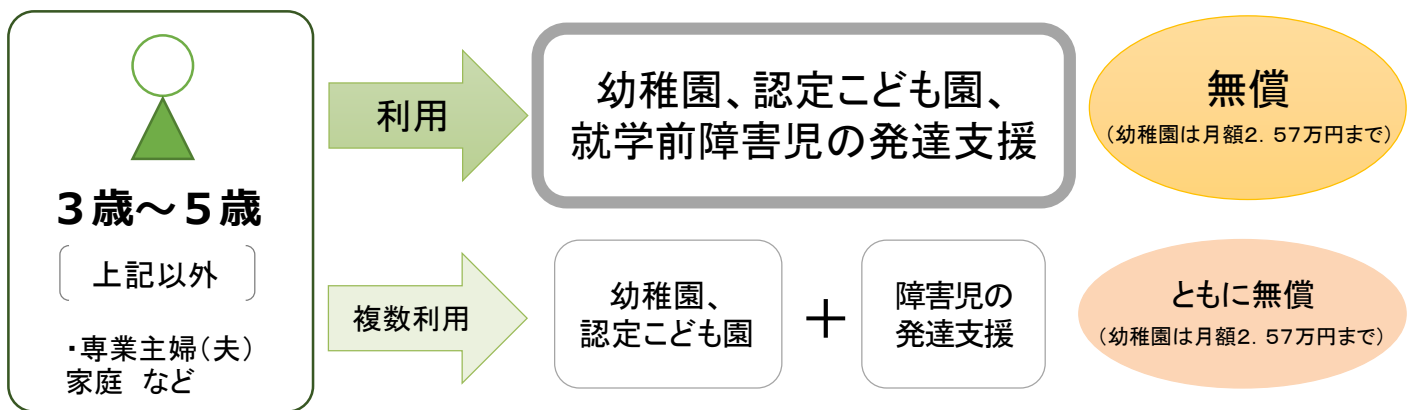 3歳～5歳
上記以外
・専業主婦(夫)
家庭 など
利用
幼稚園、認定こども園、
就学前障害児の発達支援
無償
(幼稚園は月額2．57万円まで)
複数利用
幼稚園、
認定こども園
＋
障害児の
発達支援
ともに無償
(幼稚園は月額2．57万円まで)